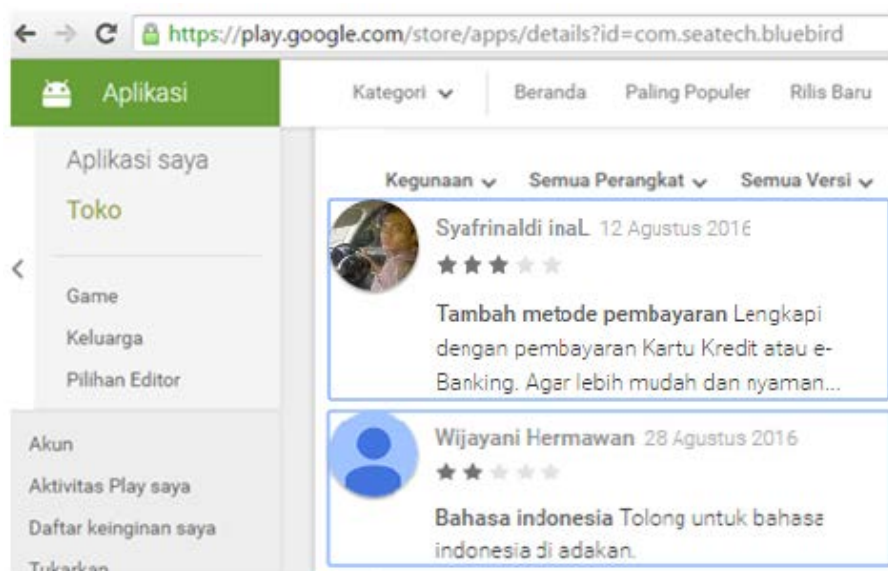 https://play.google.com/store/apps/details?id=com.seatech.bluebird
Aplikasi
Kategori
Beranda
Paling Populer
Rilis Baru
Aplikasi saya
Toko
Game
Keluarga
Pilihan Editor
Akun
Aktivitas Play saya
Daftar keinginan saya
Tukarkan
Kegunaan
Semua Perangkat
Semua Versi
Syafrinaldi inaL 12 Agustus 2016
Tambah metode pembayaran Lengkapi
dengan pembayaran Kartu Kredit atau e-
Banking. Agar lebih mudah dan nyaman...
Wijayani Hermawan 28 Agustus 2016
Bahasa indonesia Tolong untuk bahasa
indonesia di adakan.